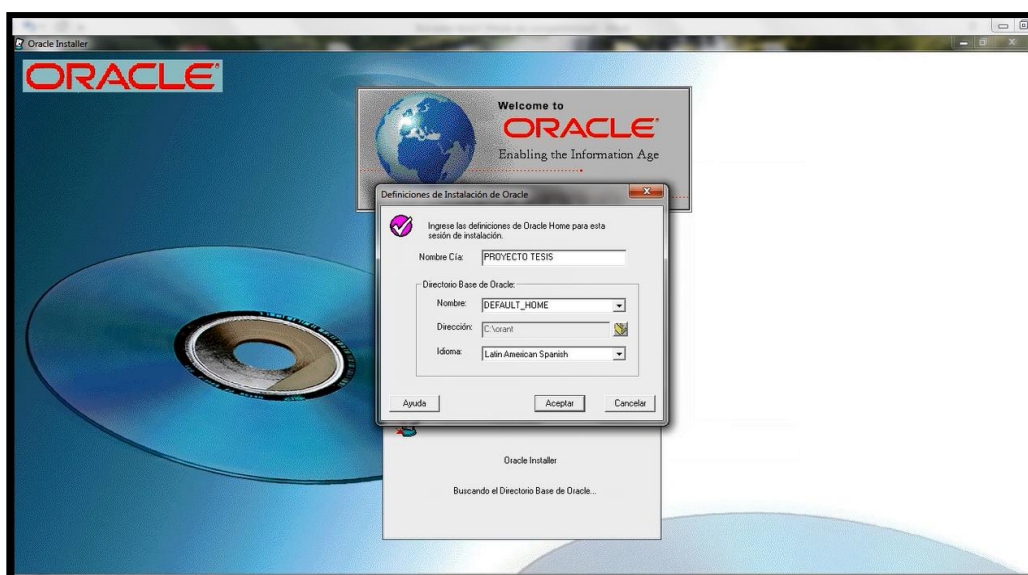 Oracle Installer
ORACLE®
Welcome to
ORACLE®
Enabling the Information Age
Definiciones de Instalación de Oracle
Ingrese las definiciones de Oracle Home para esta
sesión de instalación.
Nombre Cía: PROYECTO TESIS
Directorio Base de Oracle:
Nombre: DEFAULT_HOME
Dirección: C:\orant
Idioma: Latin American Spanish
Ayuda Aceptar Cancelar
Oracle Installer
Buscando el Directorio Base de Oracle...